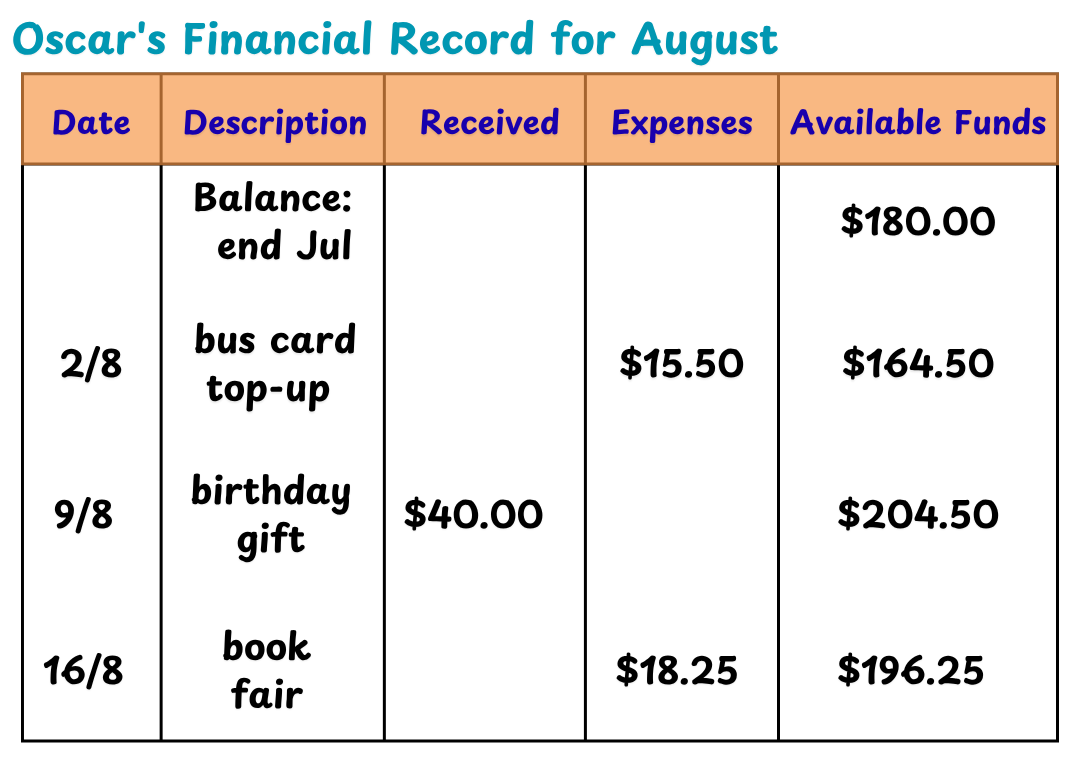 Oscar's Financial Record for August
Date Description Received Expenses Available Funds
Balance:
end Jul $180.00
bus card
2/8 $15.50 $164.50
top-up
birthday
9/8 $40.00 $204.50
gift
book
16/8 $18.25 $196.25
fair